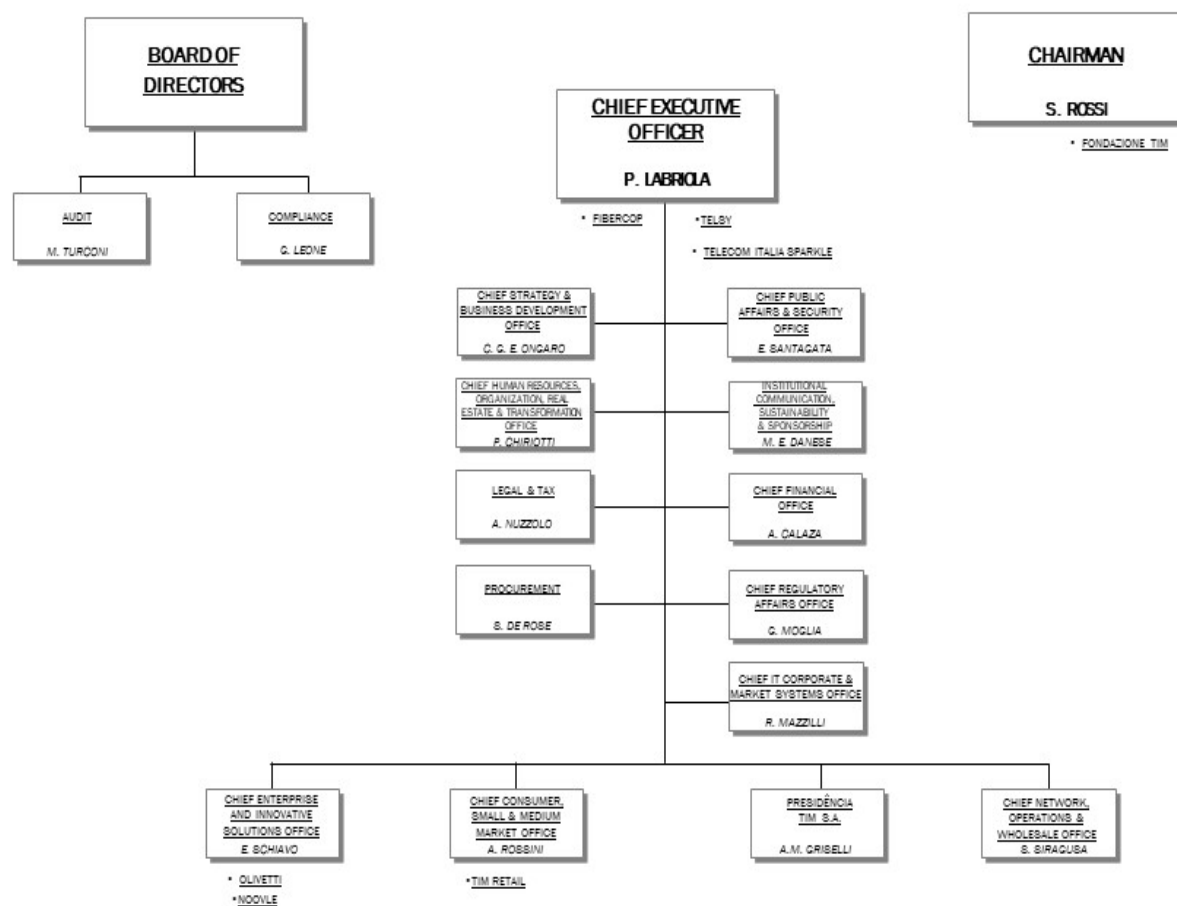 BOARD OF
DIRECTORS
CHAIRMAN
S. ROSSI
• FONDAZIONE TIM
CHIEF EXECUTIVE
OFFICER
P. LABRIOLA
• FIBERCOP
•TELSY
• TELECOM ITALIA SPARKLE
AUDIT
M. TURCONI
COMPLIANCE
G. LEONE
CHIEF STRATEGY &
BUSINESS DEVELOPMENT
OFFICE
C. G. E. ONGARO
CHIEF PUBLIC
AFFAIRS & SECURITY
OFFICE
E. SANTAGATA
CHIEF HUMAN RESOURCES,
ORGANIZATION, REAL
ESTATE & TRANSFORMATION
OFFICE
P. CHIRIOTTI
INSTITUTIONAL
COMMUNICATION,
SUSTAINABILITY
& SPONSORSHIP
M. E. DANESE
LEGAL & TAX
A. NUZZOLO
CHIEF FINANCIAL
OFFICE
A. CALAZA
PROCUREMENT
S. DE ROSE
CHIEF REGULATORY
AFFAIRS OFFICE
G. MOGLIA
CHIEF IT CORPORATE &
MARKET SYSTEMS OFFICE
R. MAZZILLI
CHIEF ENTERPRISE
AND INNOVATIVE
SOLUTIONS OFFICE
E. SCHIAVO
• OLIVETTI
•NOOVLE
CHIEF CONSUMER,
SMALL & MEDIUM
MARKET OFFICE
A. ROSSINI
•TIM RETAIL
PRESIDÊNCIA
TIM S.A.
A.M. GRISELLI
CHIEF NETWORK,
OPERATIONS &
WHOLESALE OFFICE
S. SIRAGUSA